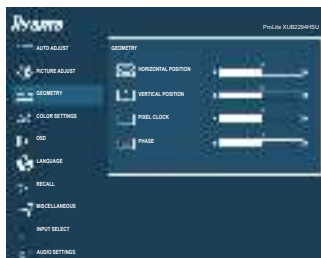 ProLite XUB2294HSU
AUTO ADJUST
PICTURE ADJUST
GEOMETRY
COLOR SETTINGS
OSD
LANGUAGE
RECALL
MISCELLANEOUS
INPUT SELECT
AUDIO SETTINGS
GEOMETRY
HORIZONTAL POSITION
VERTICAL POSITION
PIXEL CLOCK
PHASE